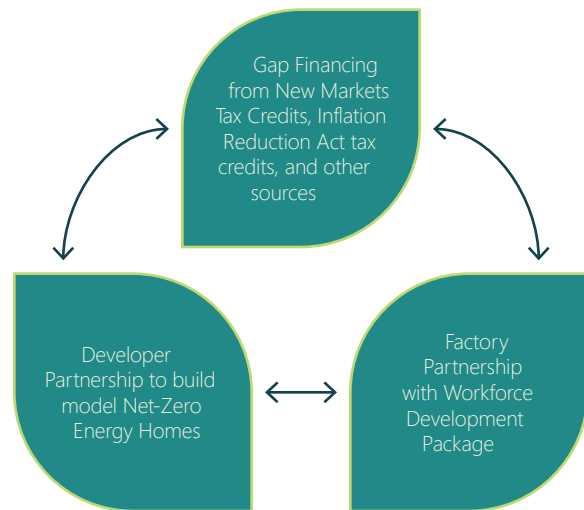 Gap Financing
from New Markets
Tax Credits, Inflation
Reduction Act tax
credits, and other
sources
Developer
Partnership to build
model Net-Zero
Energy Homes
Factory
Partnership
with Workforce
Development
Package